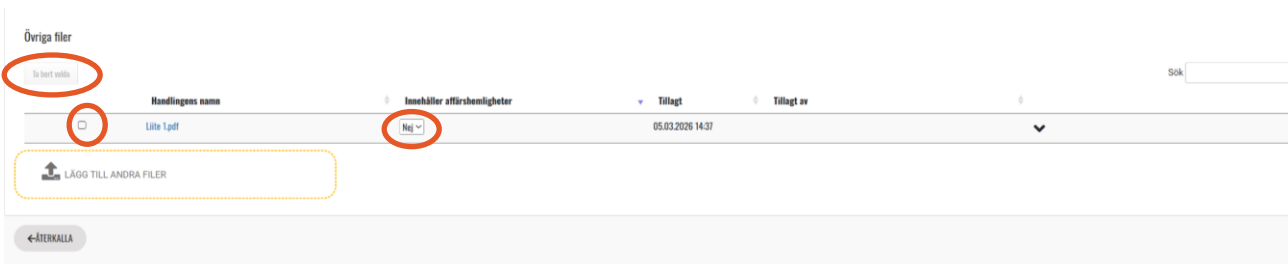 Övriga filer
Ta bort valda
Sök
Handlingens namn Innehåller affärshemligheter Tillagt Tillagt av
Liite 1.pdf Nej 05.03.2026 14:37
LÄGG TILL ANDRA FILER
ÅTERKALLA